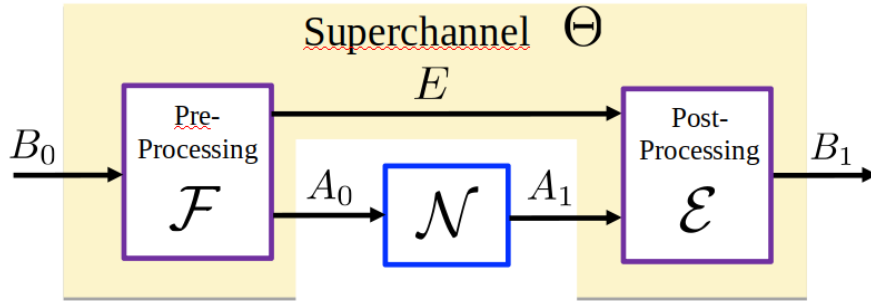 Superchannel Θ
E
B₀
Pre-
Processing
ℱ
A₀
𝒩
A₁
Post-
Processing
ℰ
B₁